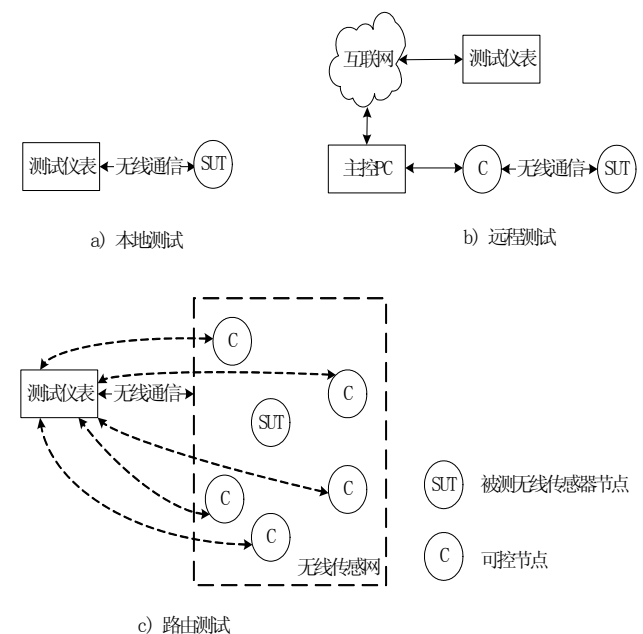 互联网
测试仪表
测试仪表
无线通信
SUT
主控PC
C
无线通信
SUT
a) 本地测试
b) 远程测试
C
测试仪表
无线通信
C
SUT
C
C
C
无线传感网
SUT
被测无线传感器节点
C
可控节点
c) 路由测试